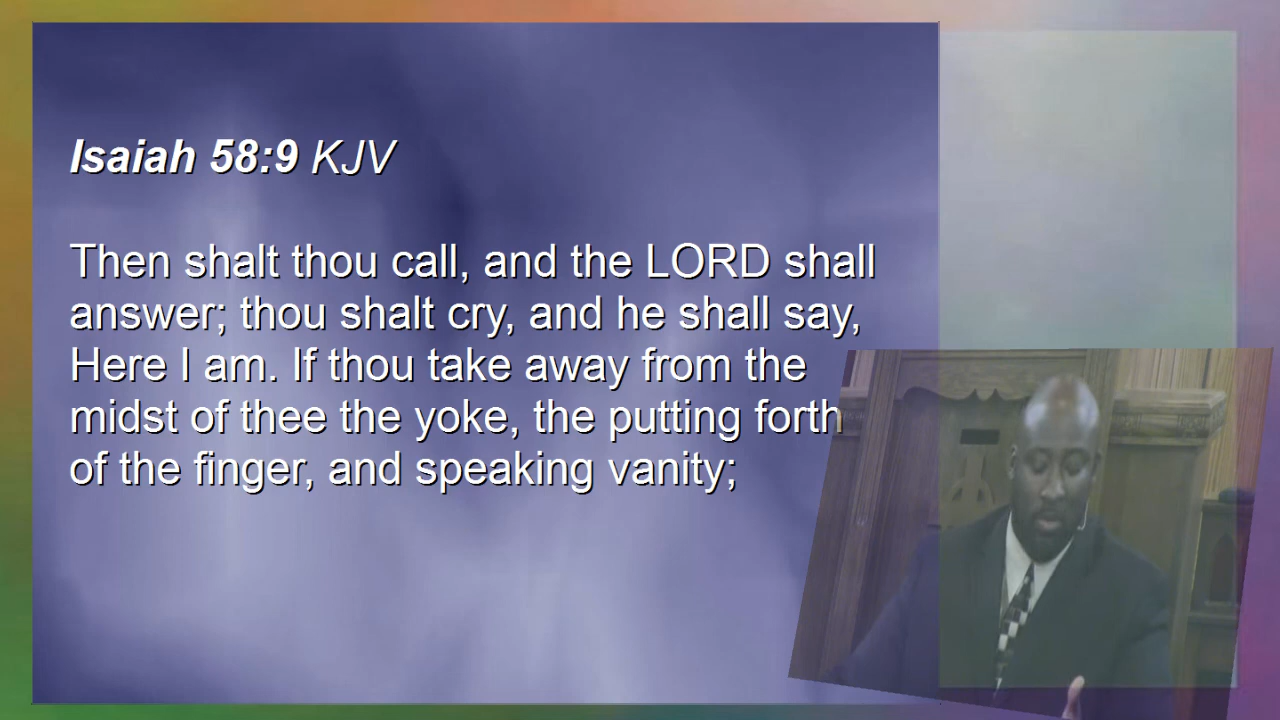 Isaiah 58:9 KJV
Then shalt thou call, and the LORD shall
answer; thou shalt cry, and he shall say,
Here I am. If thou take away from the
midst of thee the yoke, the putting forth
of the finger, and speaking vanity;